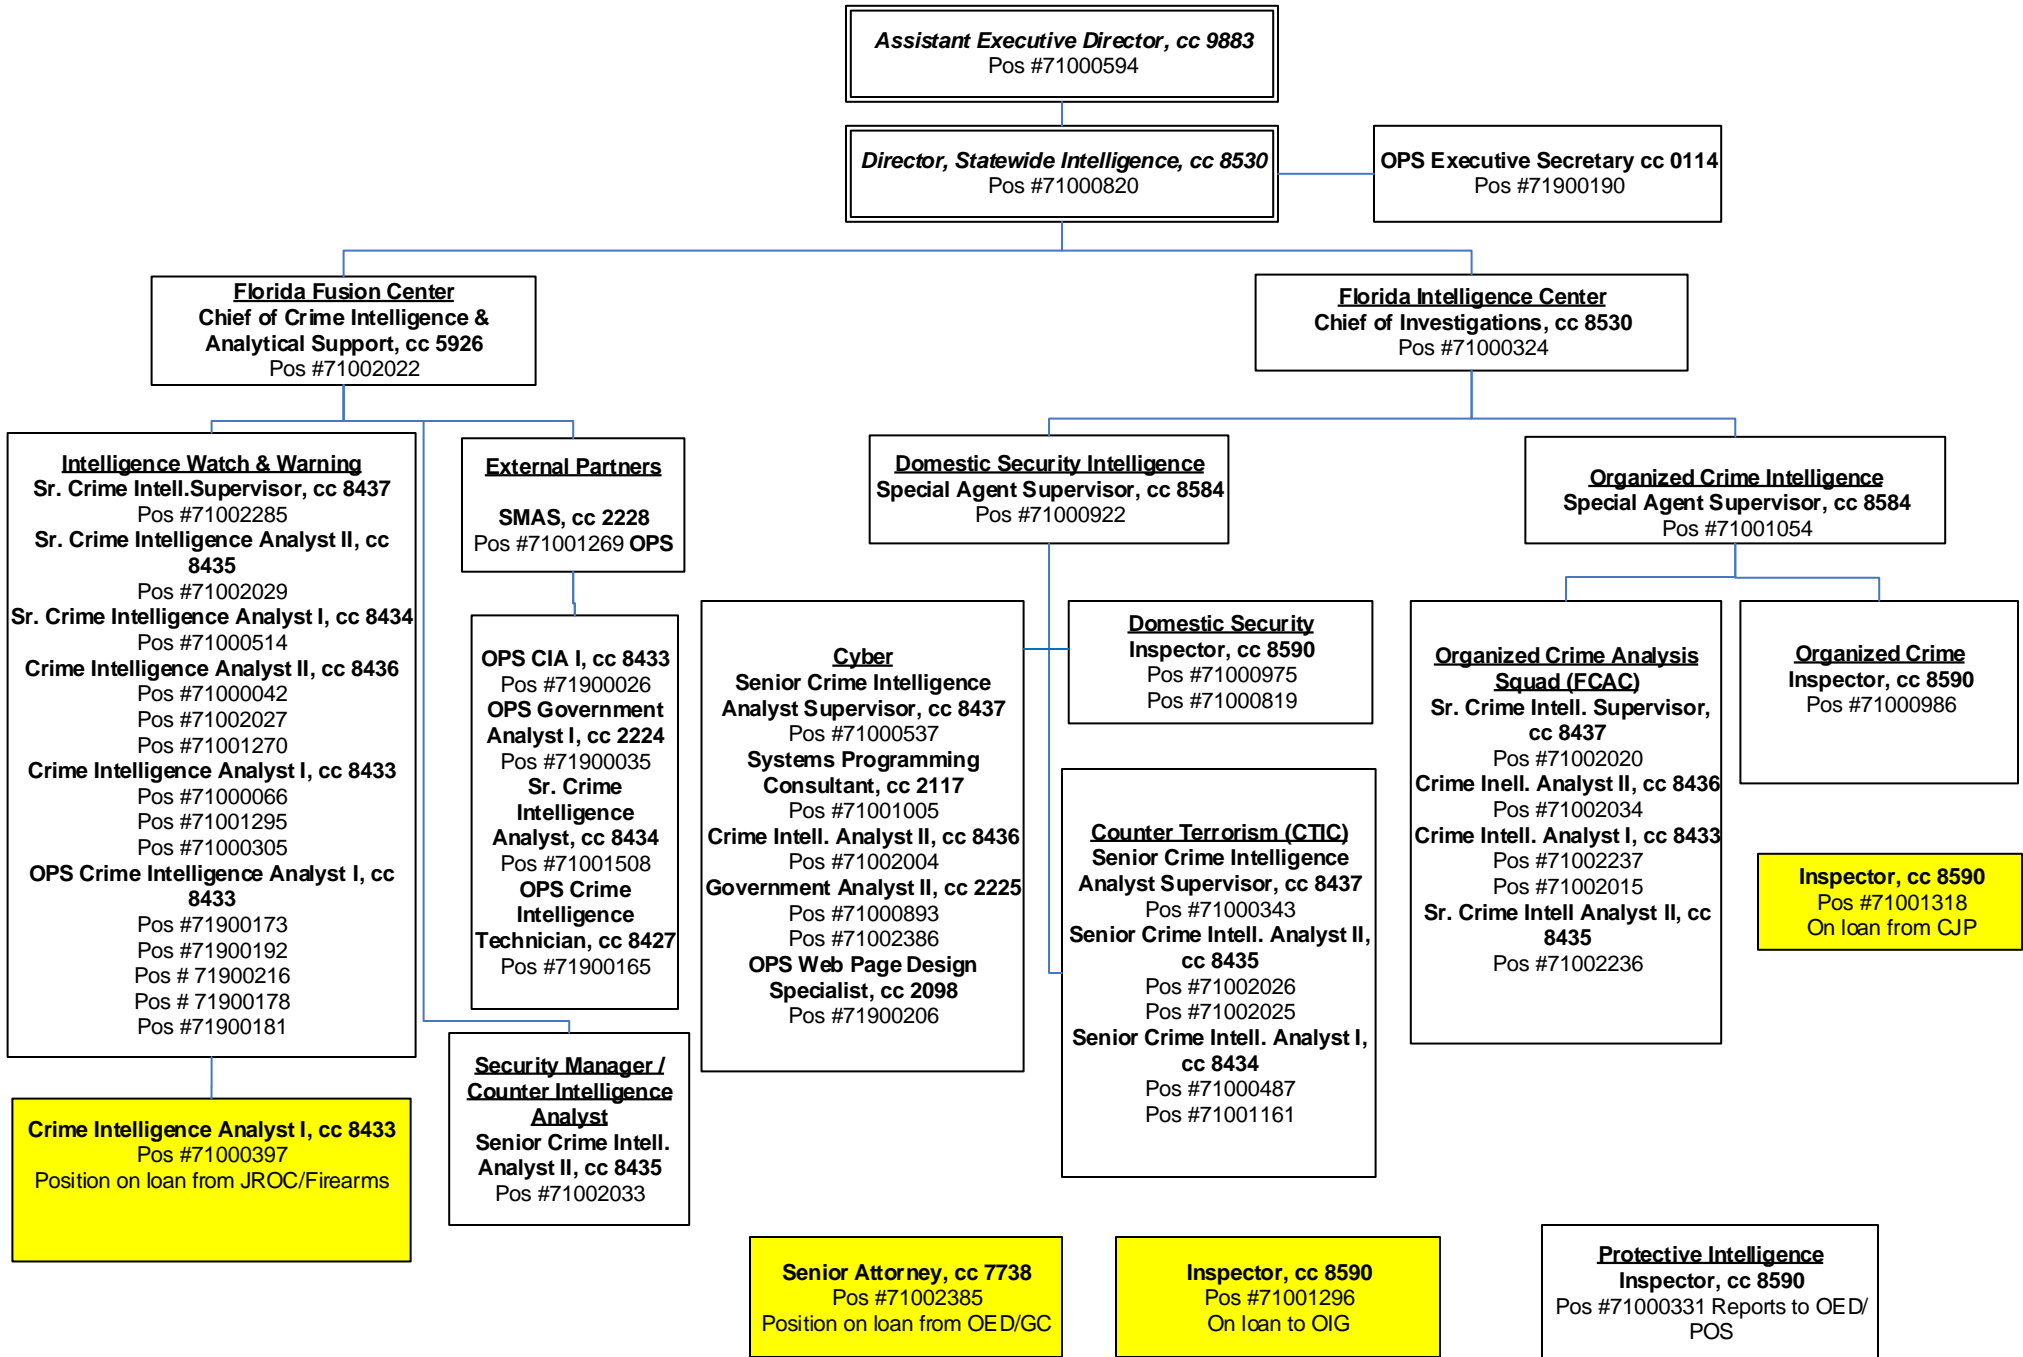 Assistant Executive Director, cc 9883
Pos #71000594
Director, Statewide Intelligence, cc 8530
Pos #71000820
OPS Executive Secretary cc 0114
Pos #71900190
Florida Fusion Center
Chief of Crime Intelligence &
Analytical Support, cc 5926
Pos #71002022
Florida Intelligence Center
Chief of Investigations, cc 8530
Pos #71000324
Intelligence Watch & Warning
Sr. Crime Intell.Supervisor, cc 8437
Pos #71002285
Sr. Crime Intelligence Analyst II, cc
8435
Pos #71002029
Sr. Crime Intelligence Analyst I, cc 8434
Pos #71000514
Crime Intelligence Analyst II, cc 8436
Pos #71000042
Pos #71002027
Pos #71001270
Crime Intelligence Analyst I, cc 8433
Pos #71000066
Pos #71001295
Pos #71000305
OPS Crime Intelligence Analyst I, cc
8433
Pos #71900173
Pos #71900192
Pos # 71900216
Pos # 71900178
Pos #71900181
Crime Intelligence Analyst I, cc 8433
Pos #71000397
Position on loan from JROC/Firearms
External Partners
SMAS, cc 2228
Pos #71001269 OPS
OPS CIA I, cc 8433
Pos #71900026
OPS Government
Analyst I, cc 2224
Pos #71900035
Sr. Crime
Intelligence
Analyst, cc 8434
Pos #71001508
OPS Crime
Intelligence
Technician, cc 8427
Pos #71900165
Security Manager /
Counter Intelligence
Analyst
Senior Crime Intell.
Analyst II, cc 8435
Pos #71002033
Domestic Security Intelligence
Special Agent Supervisor, cc 8584
Pos #71000922
Cyber
Senior Crime Intelligence
Analyst Supervisor, cc 8437
Pos #71000537
Systems Programming
Consultant, cc 2117
Pos #71001005
Crime Intell. Analyst II, cc 8436
Pos #71002004
Government Analyst II, cc 2225
Pos #71000893
Pos #71002386
OPS Web Page Design
Specialist, cc 2098
Pos #71900206
Domestic Security
Inspector, cc 8590
Pos #71000975
Pos #71000819
Counter Terrorism (CTIC)
Senior Crime Intelligence
Analyst Supervisor, cc 8437
Pos #71000343
Senior Crime Intell. Analyst II,
cc 8435
Pos #71002026
Pos #71002025
Senior Crime Intell. Analyst I,
cc 8434
Pos #71000487
Pos #71001161
Organized Crime Intelligence
Special Agent Supervisor, cc 8584
Pos #71001054
Organized Crime Analysis
Squad (FCAC)
Sr. Crime Intell. Supervisor,
cc 8437
Pos #71002020
Crime Inell. Analyst II, cc 8436
Pos #71002034
Crime Intell. Analyst I, cc 8433
Pos #71002237
Pos #71002015
Sr. Crime Intell Analyst II, cc
8435
Pos #71002236
Organized Crime
Inspector, cc 8590
Pos #71000986
Inspector, cc 8590
Pos #71001318
On loan from CJP
Senior Attorney, cc 7738
Pos #71002385
Position on loan from OED/GC
Inspector, cc 8590
Pos #71001296
On loan to OIG
Protective Intelligence
Inspector, cc 8590
Pos #71000331 Reports to OED/
POS